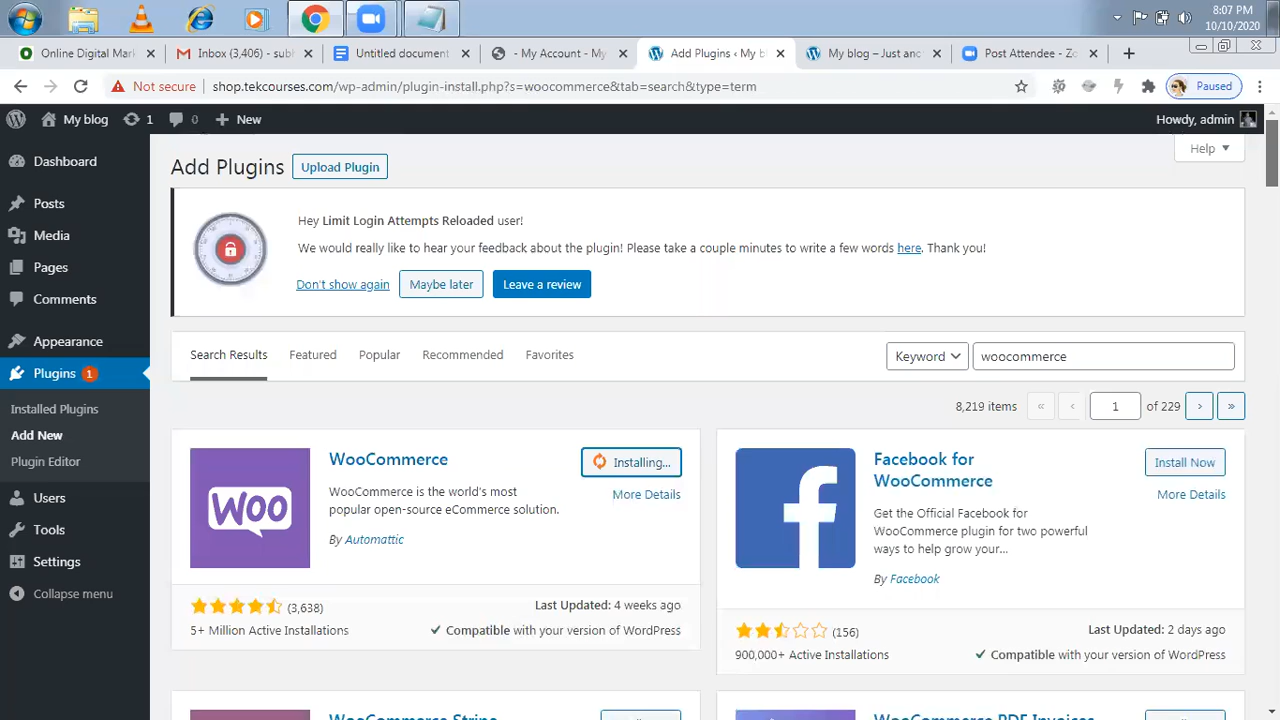 8:07 PM
10/10/2020
Online Digital Mark
Inbox (3,406) - sub
Untitled document
- My Account - My
Add Plugins ‹ My b
My blog – Just anc
Post Attendee - Zo
Not secure
shop.tekcourses.com/wp-admin/plugin-install.php?s=woocommerce&tab=search&type=term
Paused
My blog
1
0
New
Howdy, admin
Dashboard
Posts
Media
Pages
Comments
Appearance
Plugins 1
Installed Plugins
Add New
Plugin Editor
Users
Tools
Settings
Collapse menu
Add Plugins
Upload Plugin
Help
Hey Limit Login Attempts Reloaded user!
We would really like to hear your feedback about the plugin! Please take a couple minutes to write a few words here. Thank you!
Don't show again
Maybe later
Leave a review
Search Results
Featured
Popular
Recommended
Favorites
Keyword
woocommerce
8,219 items
«
‹
1
of 229
›
»
WOO
WooCommerce
Installing...
More Details
WooCommerce is the world's most
popular open-source eCommerce solution.
By Automattic
(3,638)
Last Updated: 4 weeks ago
5+ Million Active Installations
Compatible with your version of WordPress
Facebook for
WooCommerce
Install Now
More Details
Get the Official Facebook for
WooCommerce plugin for two powerful
ways to help grow your...
By Facebook
(156)
Last Updated: 2 days ago
900,000+ Active Installations
Compatible with your version of WordPress
WooCommerce Stripe
WooCommerce PDF Invoices